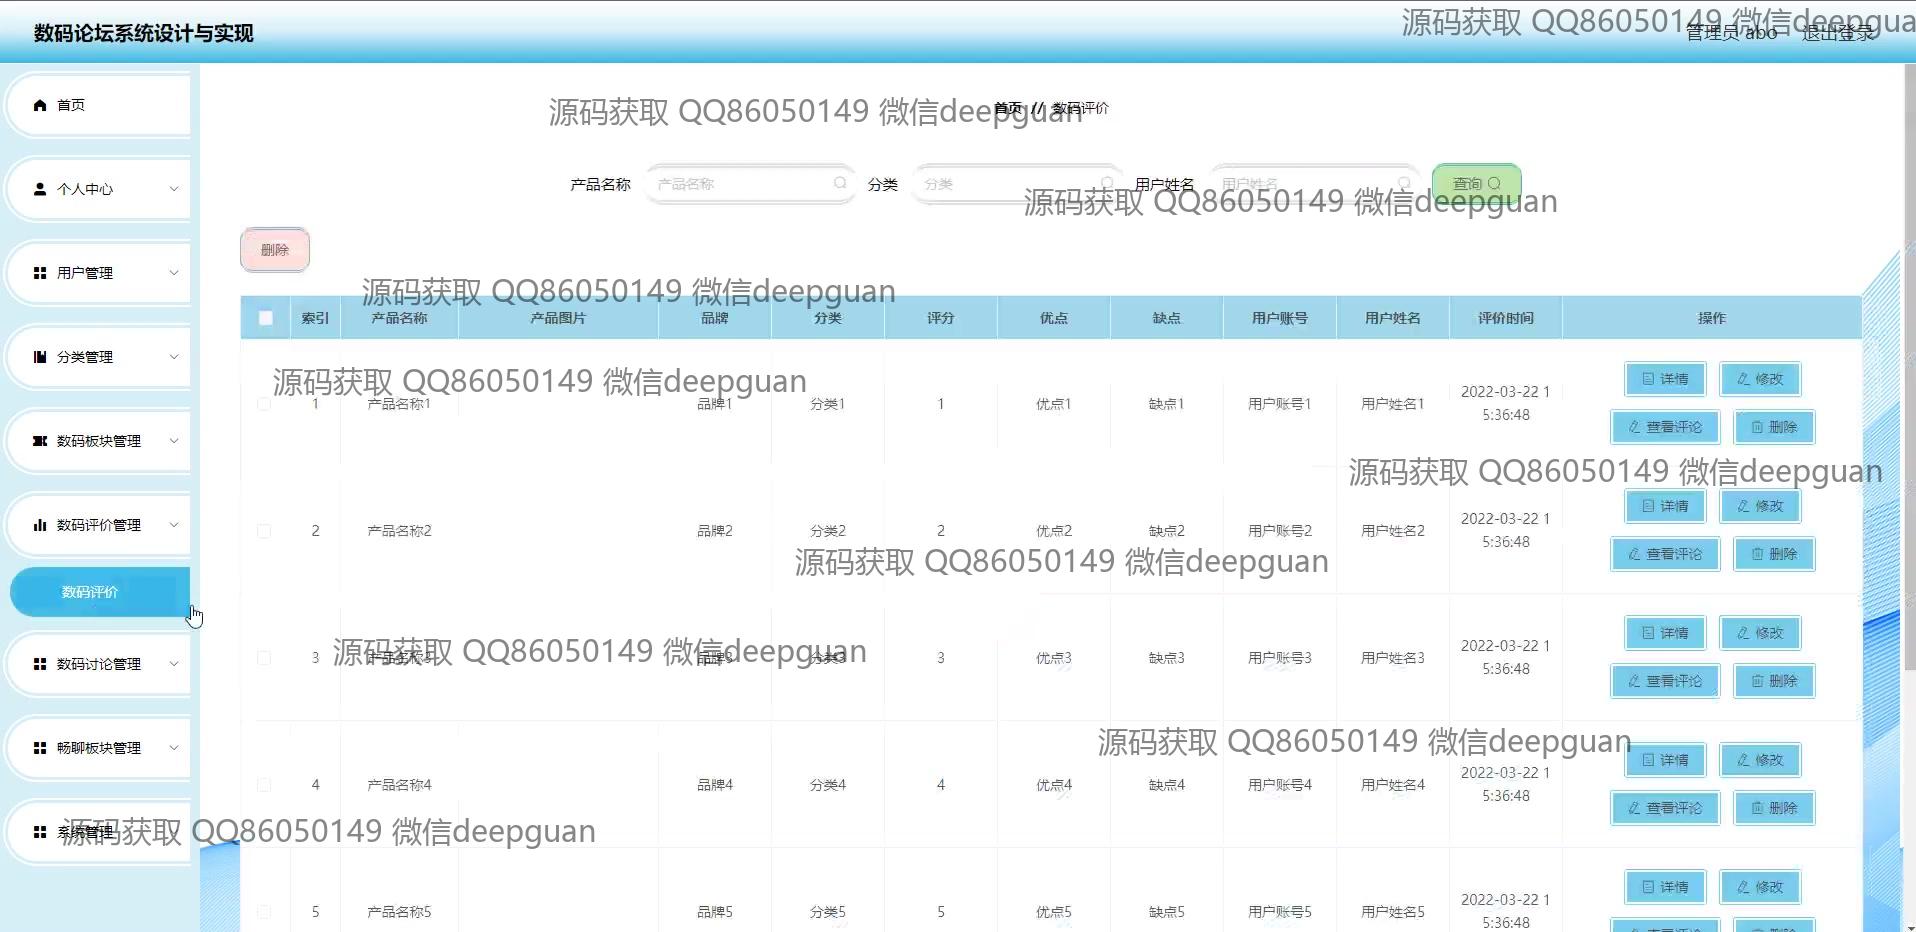 数码论坛系统设计与实现
源码获取 QQ86050149 微信deepgua
管理员 abo 退出登录
首页
个人中心
用户管理
分类管理
数码板块管理
数码评价管理
数码评价
数码讨论管理
畅聊板块管理
系统管理
源码获取 QQ86050149 微信deepguan
首页 // 数码评价
产品名称 产品名称 分类 分类 用户姓名 用户姓名 查询
源码获取 QQ86050149 微信deepguan
删除
源码获取 QQ86050149 微信deepguan
索引 产品名称 产品图片 品牌 分类 评分 优点 缺点 用户账号 用户姓名 评价时间 操作
源码获取 QQ86050149 微信deepguan
1 产品名称1 品牌1 分类1 1 优点1 缺点1 用户账号1 用户姓名1 2022-03-22 1
5:36:48
详情 修改
查看评论 删除
源码获取 QQ86050149 微信deepguan
2 产品名称2 品牌2 分类2 2 优点2 缺点2 用户账号2 用户姓名2 2022-03-22 1
5:36:48
详情 修改
查看评论 删除
源码获取 QQ86050149 微信deepguan
3 产品名称3 品牌3 分类3 3 优点3 缺点3 用户账号3 用户姓名3 2022-03-22 1
5:36:48
详情 修改
查看评论 删除
源码获取 QQ86050149 微信deepguan
源码获取 QQ86050149 微信deepguan
4 产品名称4 品牌4 分类4 4 优点4 缺点4 用户账号4 用户姓名4 2022-03-22 1
5:36:48
详情 修改
查看评论 删除
源码获取 QQ86050149 微信deepguan
5 产品名称5 品牌5 分类5 5 优点5 缺点5 用户账号5 用户姓名5 2022-03-22 1
5:36:48
详情 修改